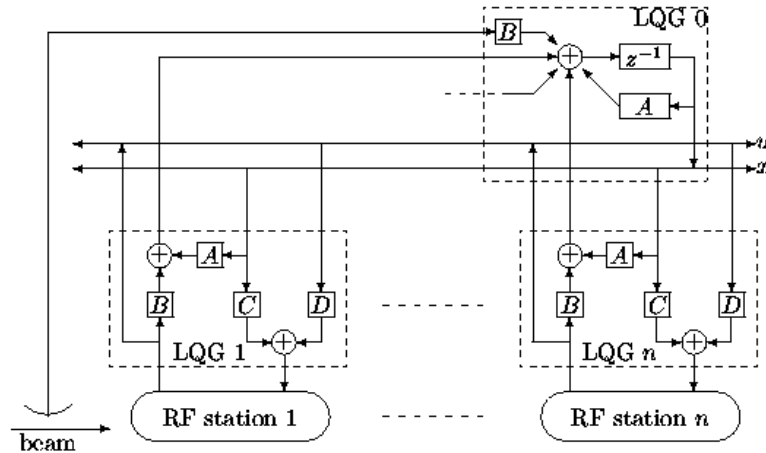 LQG 0
B
+
z⁻¹
A
u
x
+
A
+
A
B
C
D
B
C
D
+
+
LQG 1
LQG n
RF station 1
RF station n
beam